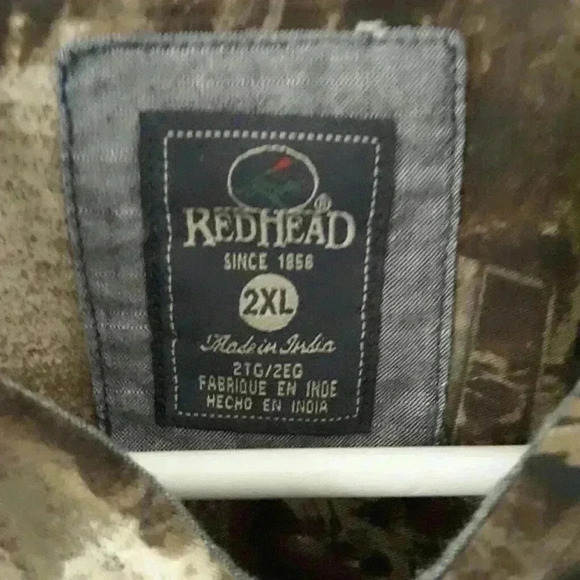 REDHEAD®
SINCE 1856
2XL
Made in India
2TG/2EG
FABRIQUE EN INDE
HECHO EN INDIA